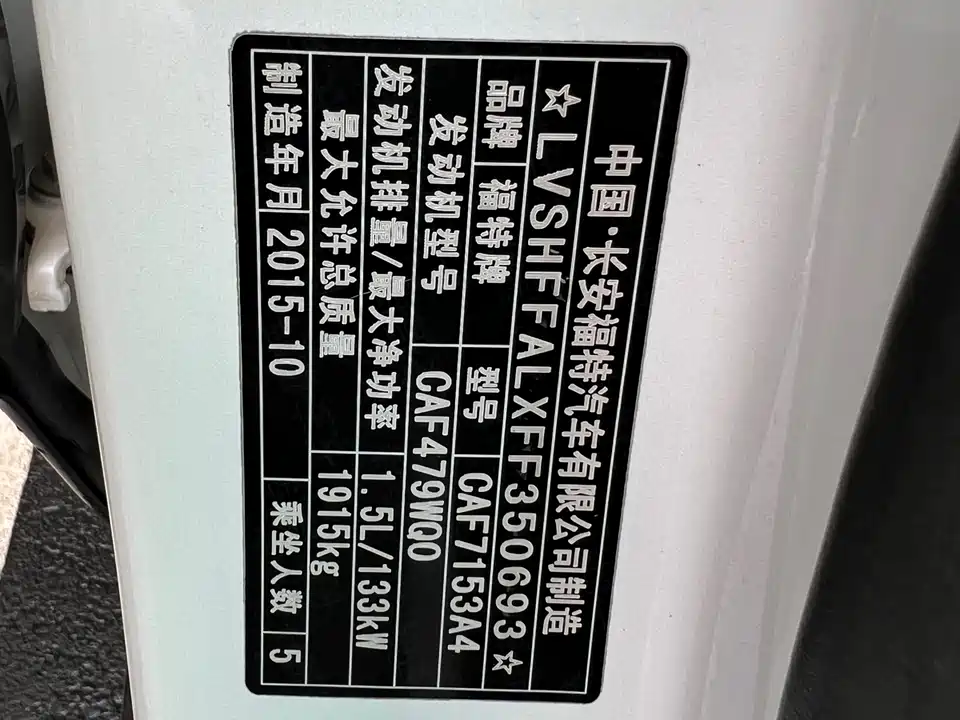 中国·长安福特汽车有限公司制造
☆LVSHFFALXFF350693☆
品牌 福特牌 型号 CAF7153A4
发动机型号 CAF479WQ0
发动机排量/最大净功率 1.5L/133kW
最大允许总质量 1915kg
制造年月 2015-10 乘坐人数 5